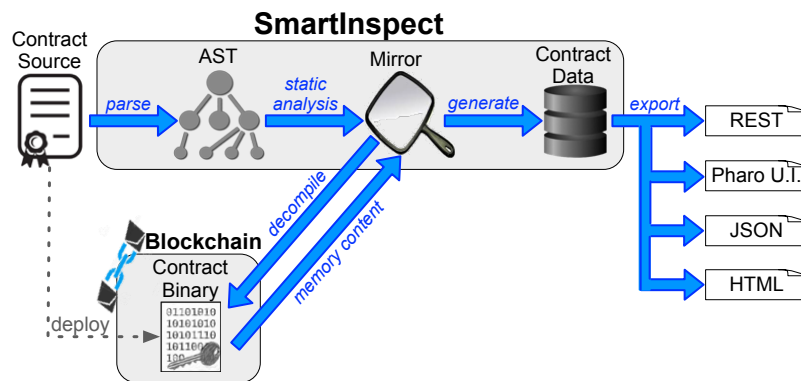 SmartInspect
Contract
Source
AST
Mirror
Contract
Data
parse
static
analysis
generate
export
REST
Pharo U.I.
JSON
HTML
decompile
memory content
Blockchain
Contract
Binary
01101010
10101010
10101110
1011000
100
deploy